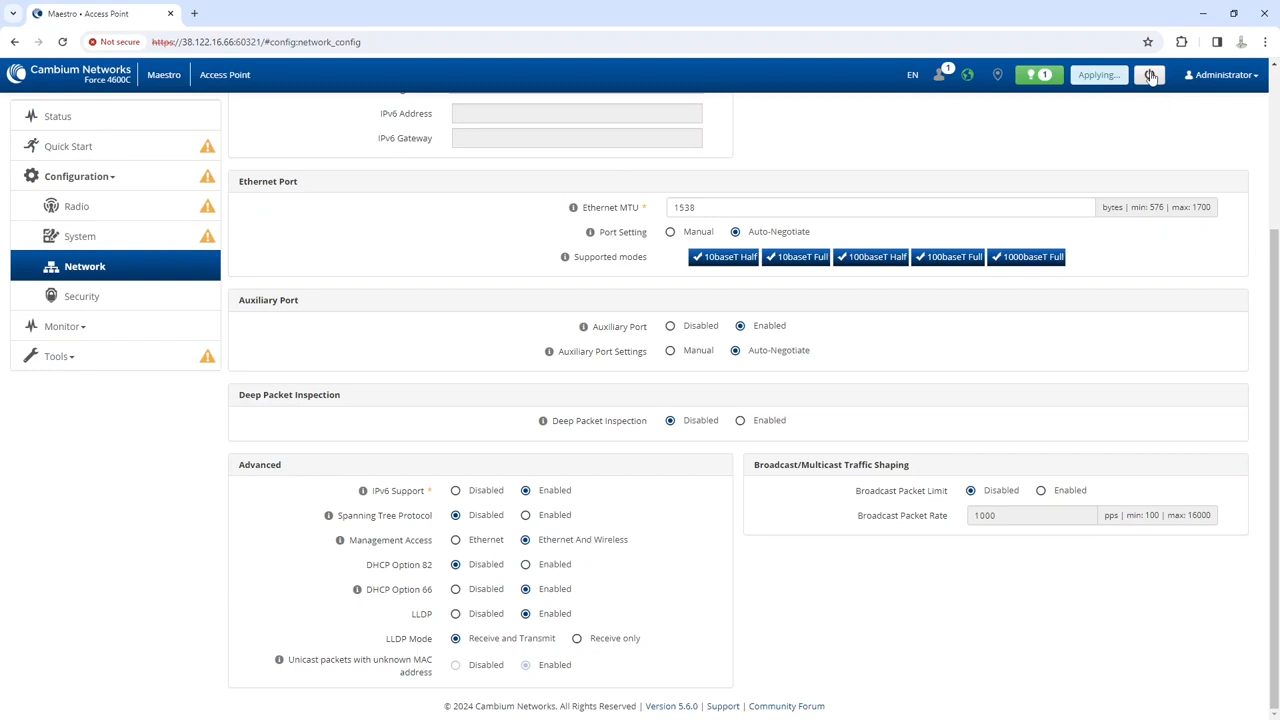 Maestro • Access Point
Not secure https://38.122.16.66:60321/#config:network_config
Cambium Networks
Force 4600C
Maestro
Access Point
EN
1
1
Applying...
Administrator
Status
Quick Start
Configuration
Radio
System
Network
Security
Monitor
Tools
IPv6 Address
IPv6 Gateway
Ethernet Port
Ethernet MTU * 1538 bytes | min: 576 | max: 1700
Port Setting Manual Auto-Negotiate
Supported modes 10baseT Half 10baseT Full 100baseT Half 100baseT Full 1000baseT Full
Auxiliary Port
Auxiliary Port Disabled Enabled
Auxiliary Port Settings Manual Auto-Negotiate
Deep Packet Inspection
Deep Packet Inspection Disabled Enabled
Advanced
IPv6 Support * Disabled Enabled
Spanning Tree Protocol Disabled Enabled
Management Access Ethernet Ethernet And Wireless
DHCP Option 82 Disabled Enabled
DHCP Option 66 Disabled Enabled
LLDP Disabled Enabled
LLDP Mode Receive and Transmit Receive only
Unicast packets with unknown MAC
address Disabled Enabled
Broadcast/Multicast Traffic Shaping
Broadcast Packet Limit Disabled Enabled
Broadcast Packet Rate 1000 pps | min: 100 | max: 16000
© 2024 Cambium Networks, All Rights Reserved | Version 5.6.0 | Support | Community Forum